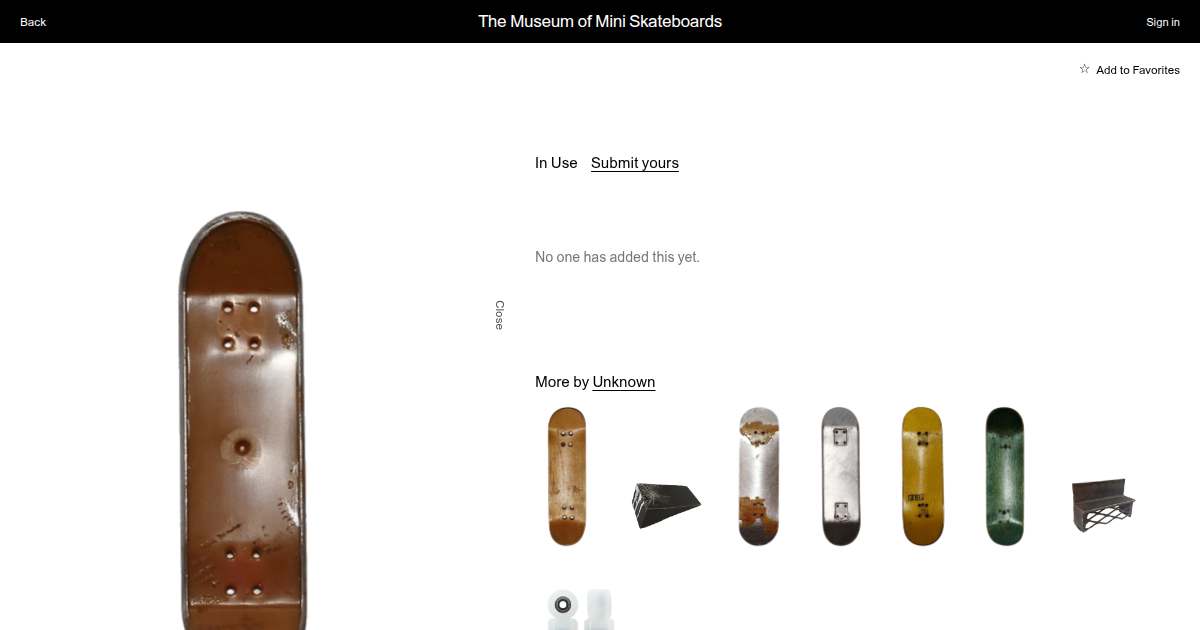 Back
The Museum of Mini Skateboards
Sign in
☆ Add to Favorites
In Use Submit yours
No one has added this yet.
Close
More by Unknown